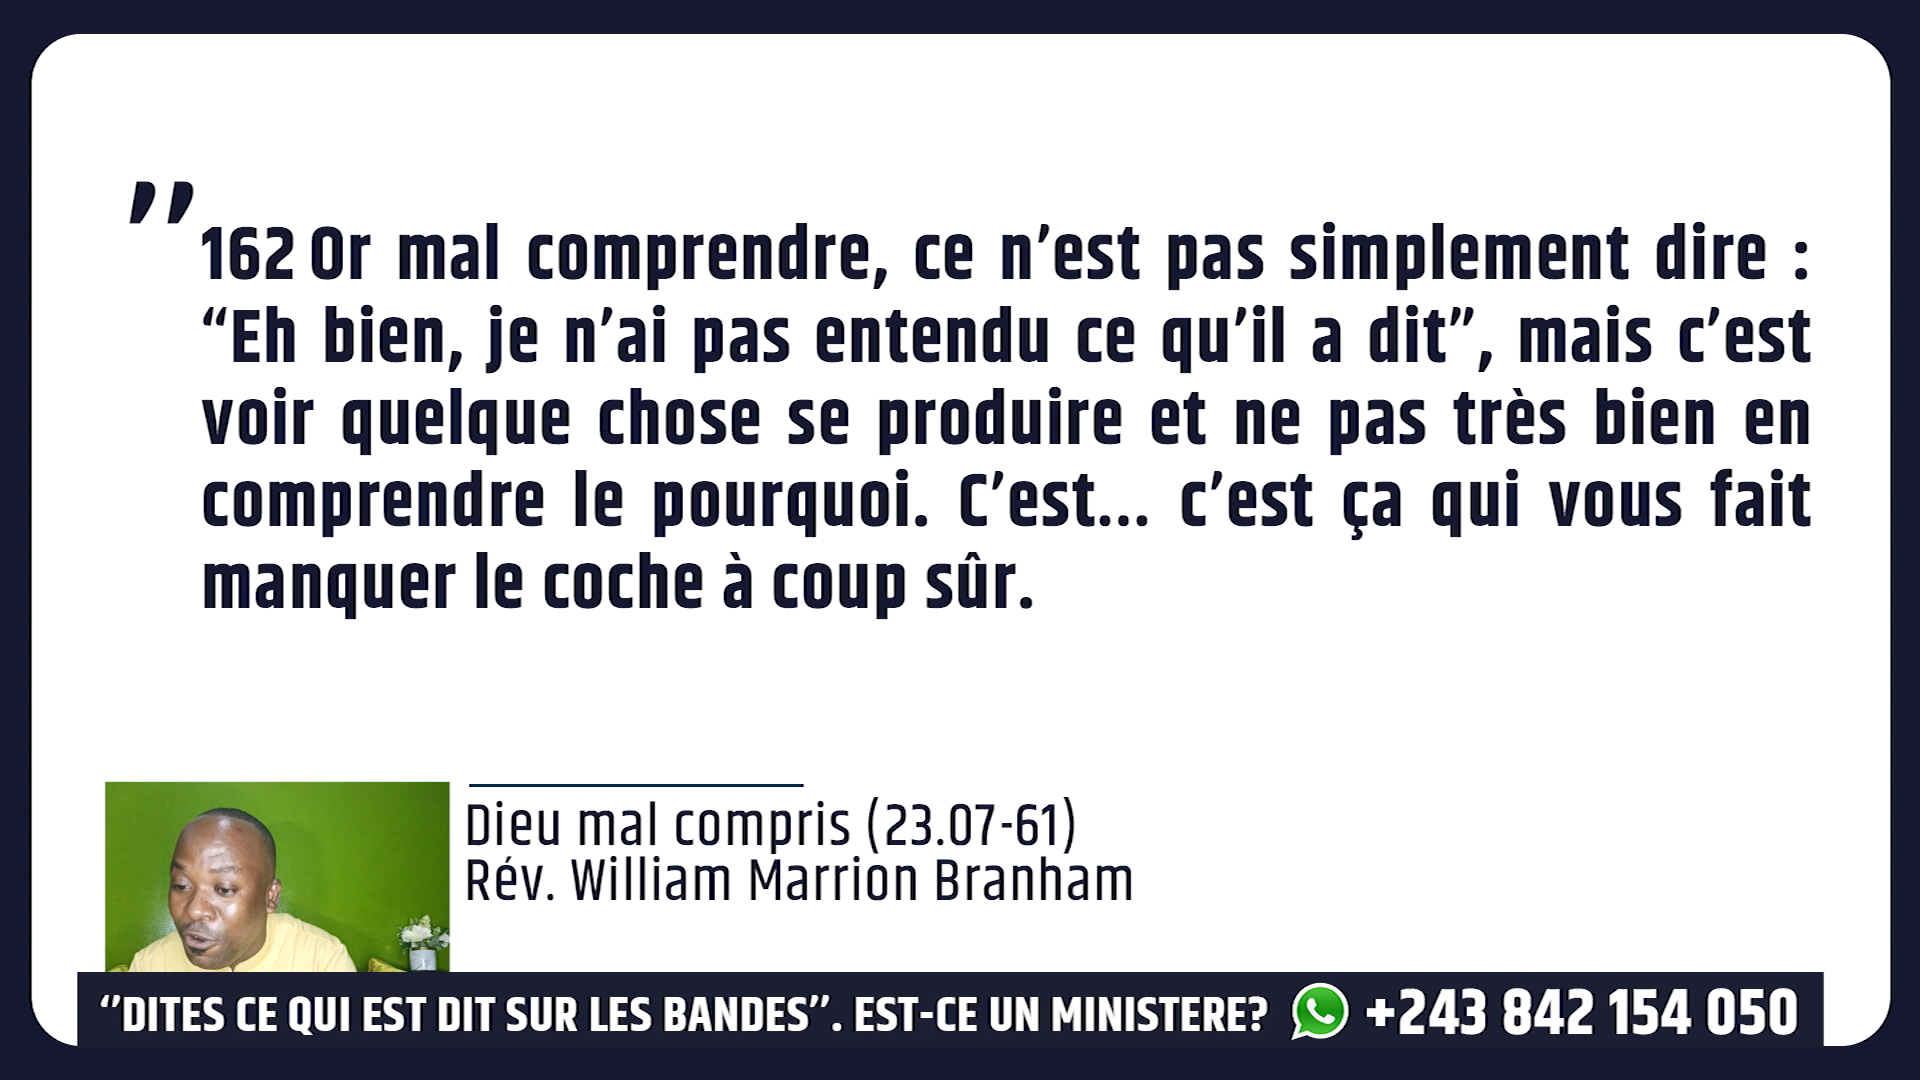 ”
162 Or mal comprendre, ce n’est pas simplement dire :
“Eh bien, je n’ai pas entendu ce qu’il a dit”, mais c’est
voir quelque chose se produire et ne pas très bien en
comprendre le pourquoi. C’est... c’est ça qui vous fait
manquer le coche à coup sûr.
Dieu mal compris (23.07-61)
Rév. William Marrion Branham
‘’DITES CE QUI EST DIT SUR LES BANDES’’. EST-CE UN MINISTERE? +243 842 154 050